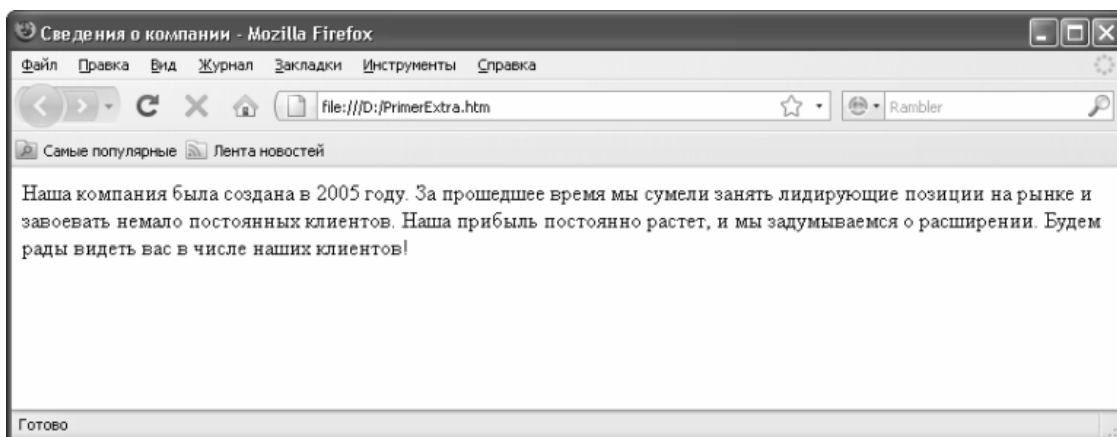 Сведения о компании - Mozilla Firefox
Файл Правка Вид Журнал Закладки Инструменты Справка
file:///D:/PrimerExtra.htm Rambler
Самые популярные Лента новостей
Наша компания была создана в 2005 году. За прошедшее время мы сумели занять лидирующие позиции на рынке и
завоевать немало постоянных клиентов. Наша прибыль постоянно растет, и мы задумываемся о расширении. Будем
рады видеть вас в числе наших клиентов!
Готово